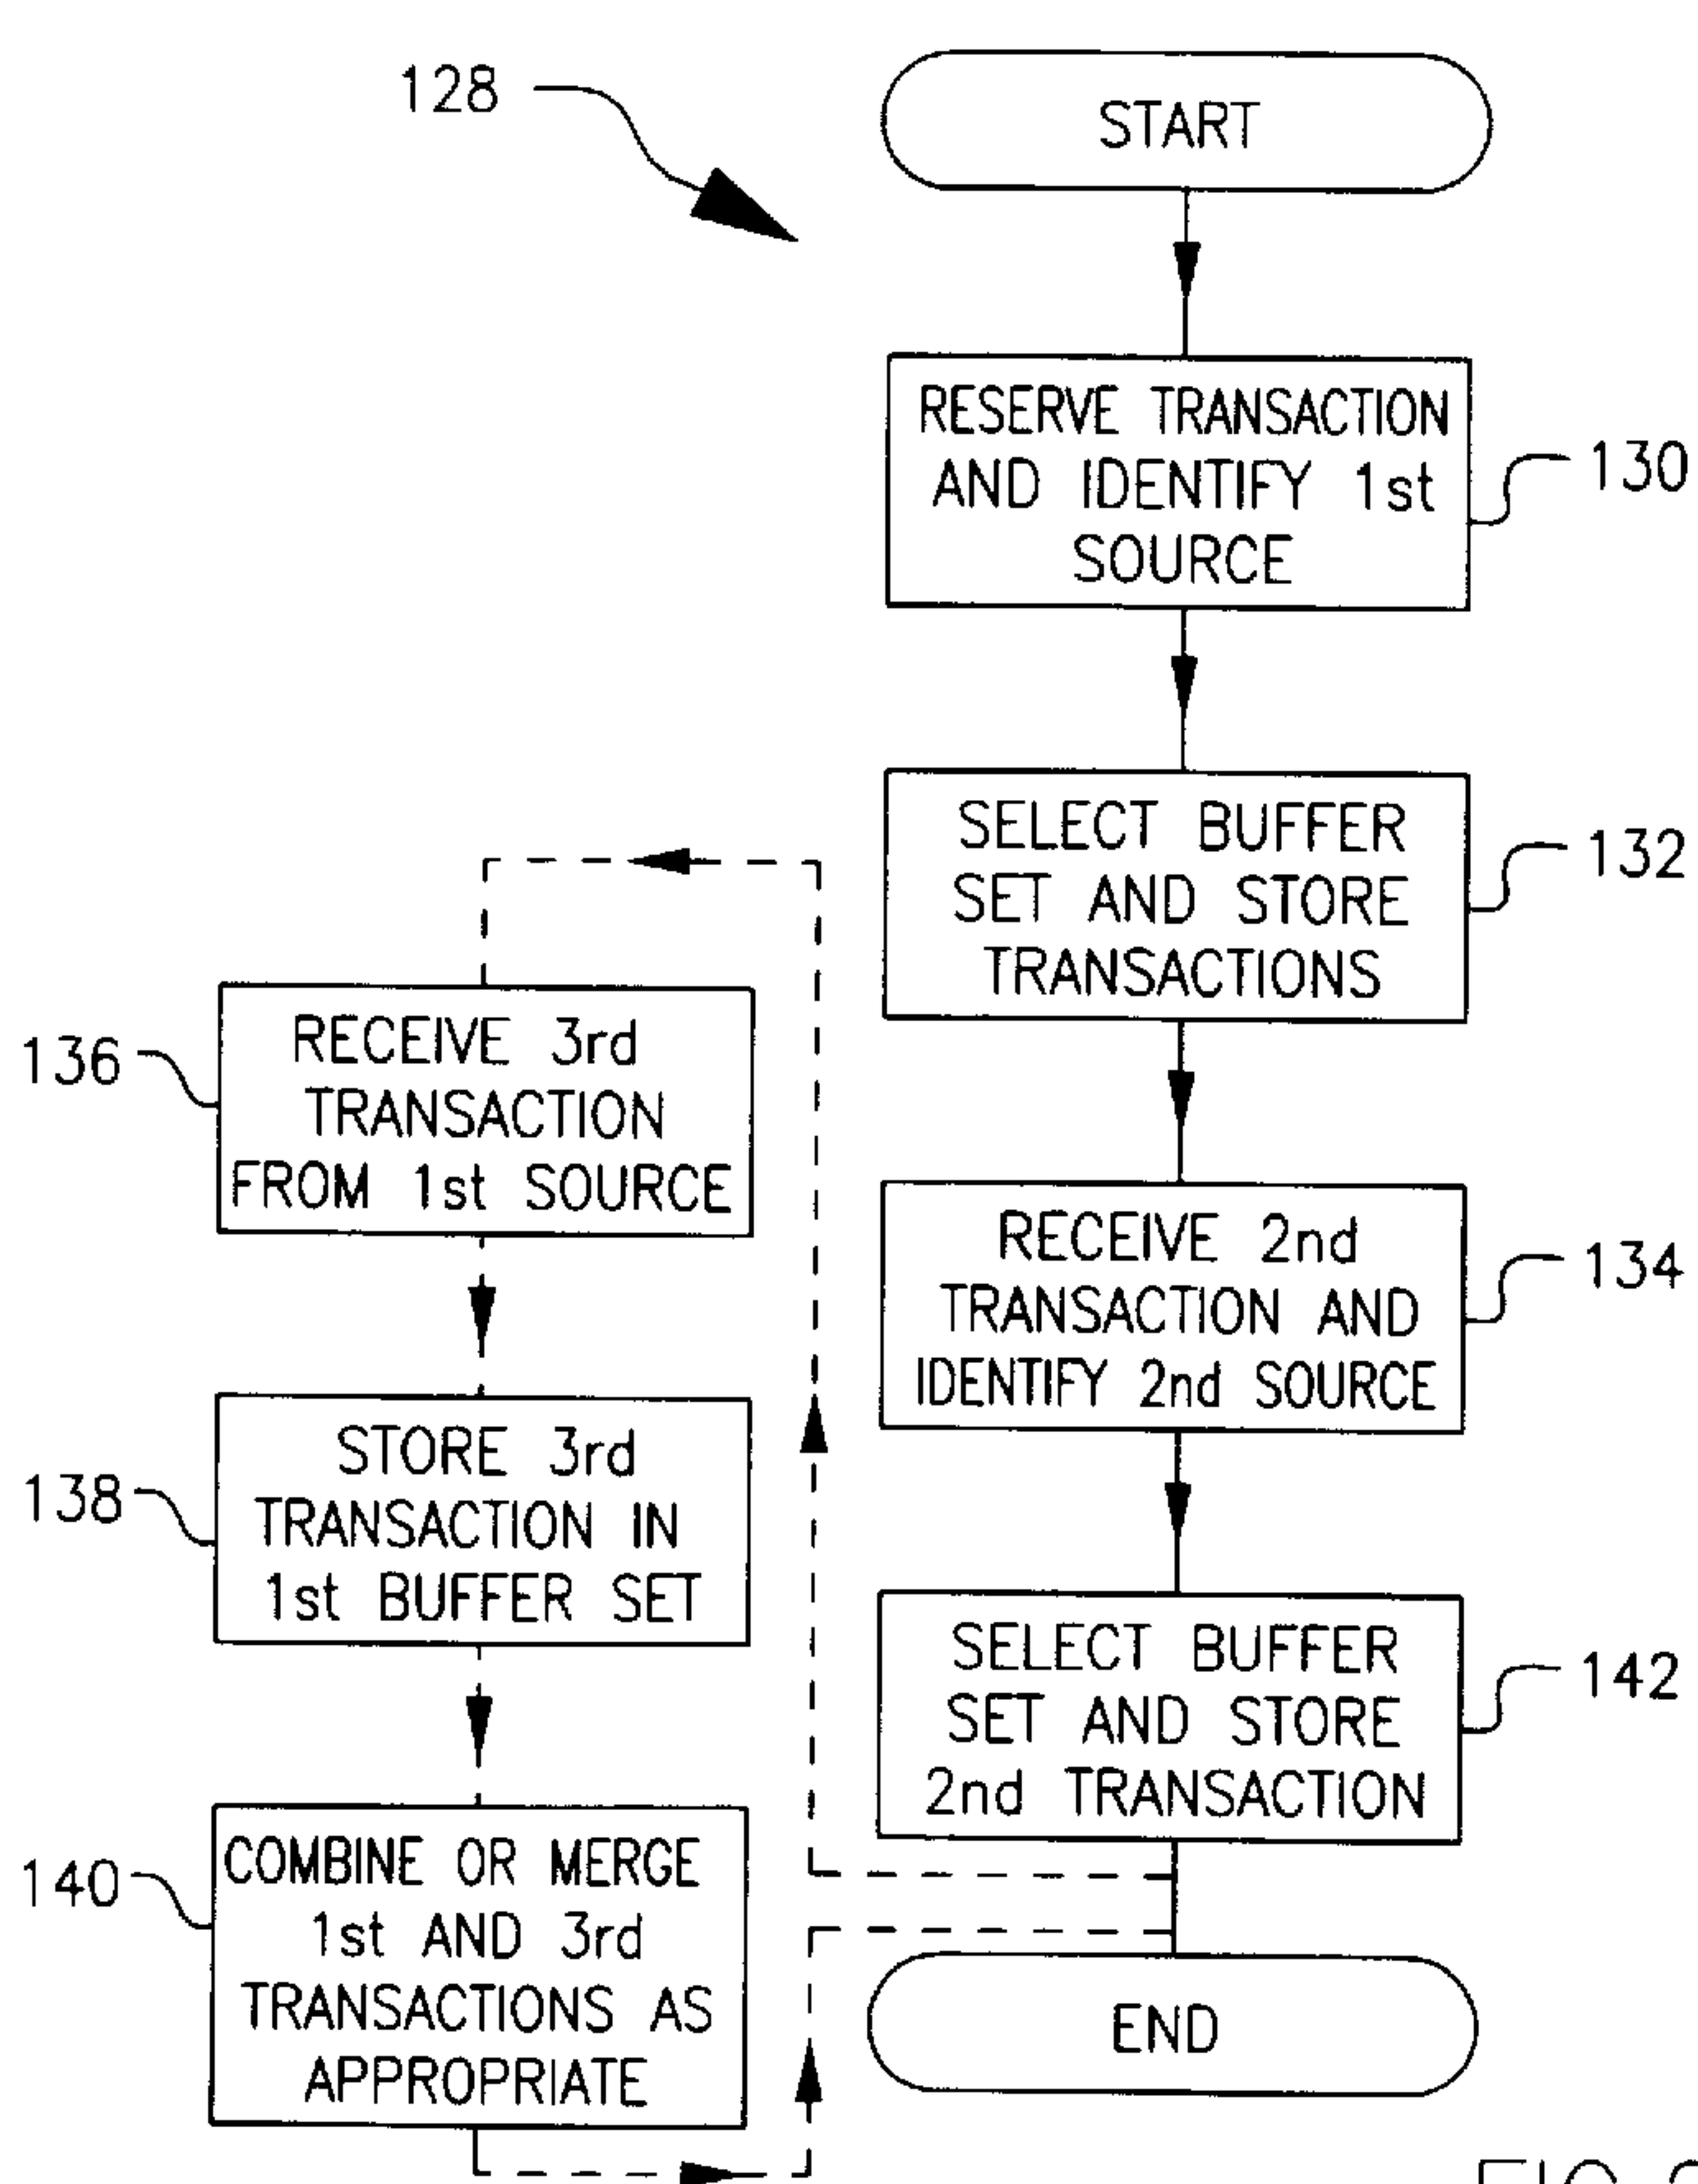 128
START
RESERVE TRANSACTION
AND IDENTIFY 1st
SOURCE
130
SELECT BUFFER
SET AND STORE
TRANSACTIONS
132
RECEIVE 2nd
TRANSACTION AND
IDENTIFY 2nd SOURCE
134
SELECT BUFFER
SET AND STORE
2nd TRANSACTION
142
136
RECEIVE 3rd
TRANSACTION
FROM 1st SOURCE
138
STORE 3rd
TRANSACTION IN
1st BUFFER SET
140
COMBINE OR MERGE
1st AND 3rd
TRANSACTIONS AS
APPROPRIATE
END